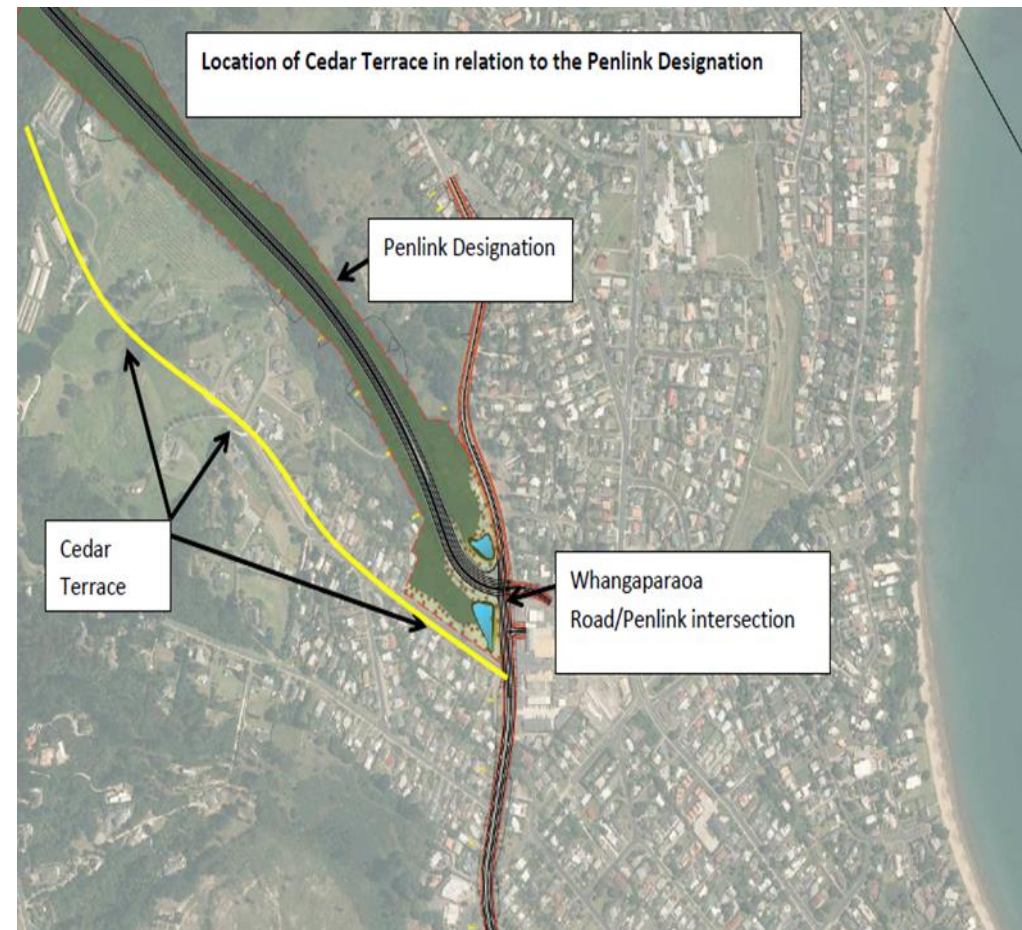 Location of Cedar Terrace in relation to the Penlink Designation
Penlink Designation
Cedar
Terrace
Whangaparaoa
Road/Penlink intersection